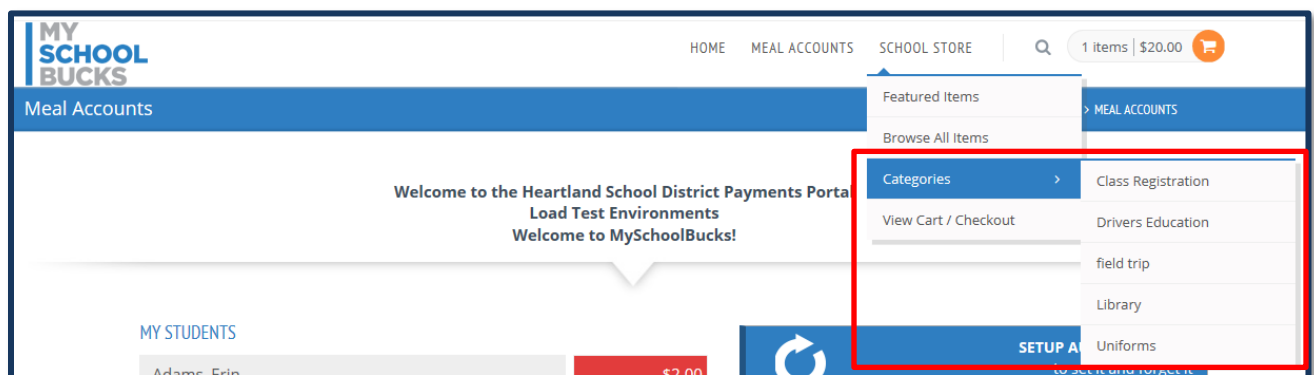 MY
SCHOOL
BUCKS
HOME MEAL ACCOUNTS SCHOOL STORE 1 items | $20.00
Meal Accounts
> MEAL ACCOUNTS
Featured Items
Browse All Items
Categories >
View Cart / Checkout
Class Registration
Drivers Education
field trip
Library
Uniforms
Welcome to the Heartland School District Payments Portal
Load Test Environments
Welcome to MySchoolBucks!
MY STUDENTS
Adams, Erin
$2.00
SETUP
to set it and forget it